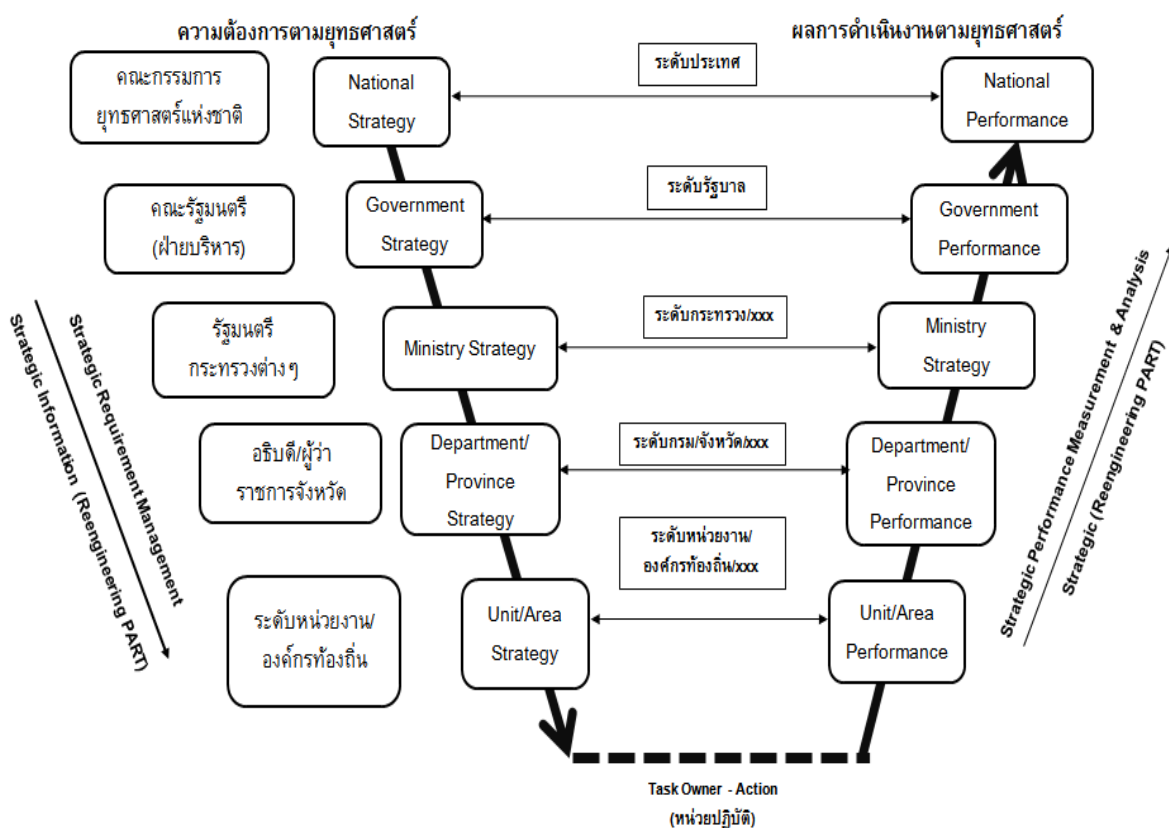 ความต้องการตามยุทธศาสตร์
ผลการดำเนินงานตามยุทธศาสตร์
คณะกรรมการ
ยุทธศาสตร์แห่งชาติ
National
Strategy
ระดับประเทศ
National
Performance
คณะรัฐมนตรี
(ฝ่ายบริหาร)
Government
Strategy
ระดับรัฐบาล
Government
Performance
รัฐมนตรี
กระทรวงต่างๆ
Ministry Strategy
ระดับกระทรวง/xxx
Ministry
Strategy
อธิบดี/ผู้ว่า
ราชการจังหวัด
Department/
Province
Strategy
ระดับกรม/จังหวัด/xxx
Department/
Province
Performance
ระดับหน่วยงาน/
องค์กรท้องถิ่น
Unit/Area
Strategy
ระดับหน่วยงาน/
องค์กรท้องถิ่น/xxx
Unit/Area
Performance
Strategic Requirement Management
Strategic Information (Reengineering PART)
Strategic Performance Measurement & Analysis
Strategic (Reengineering PART)
Task Owner - Action
(หน่วยปฏิบัติ)